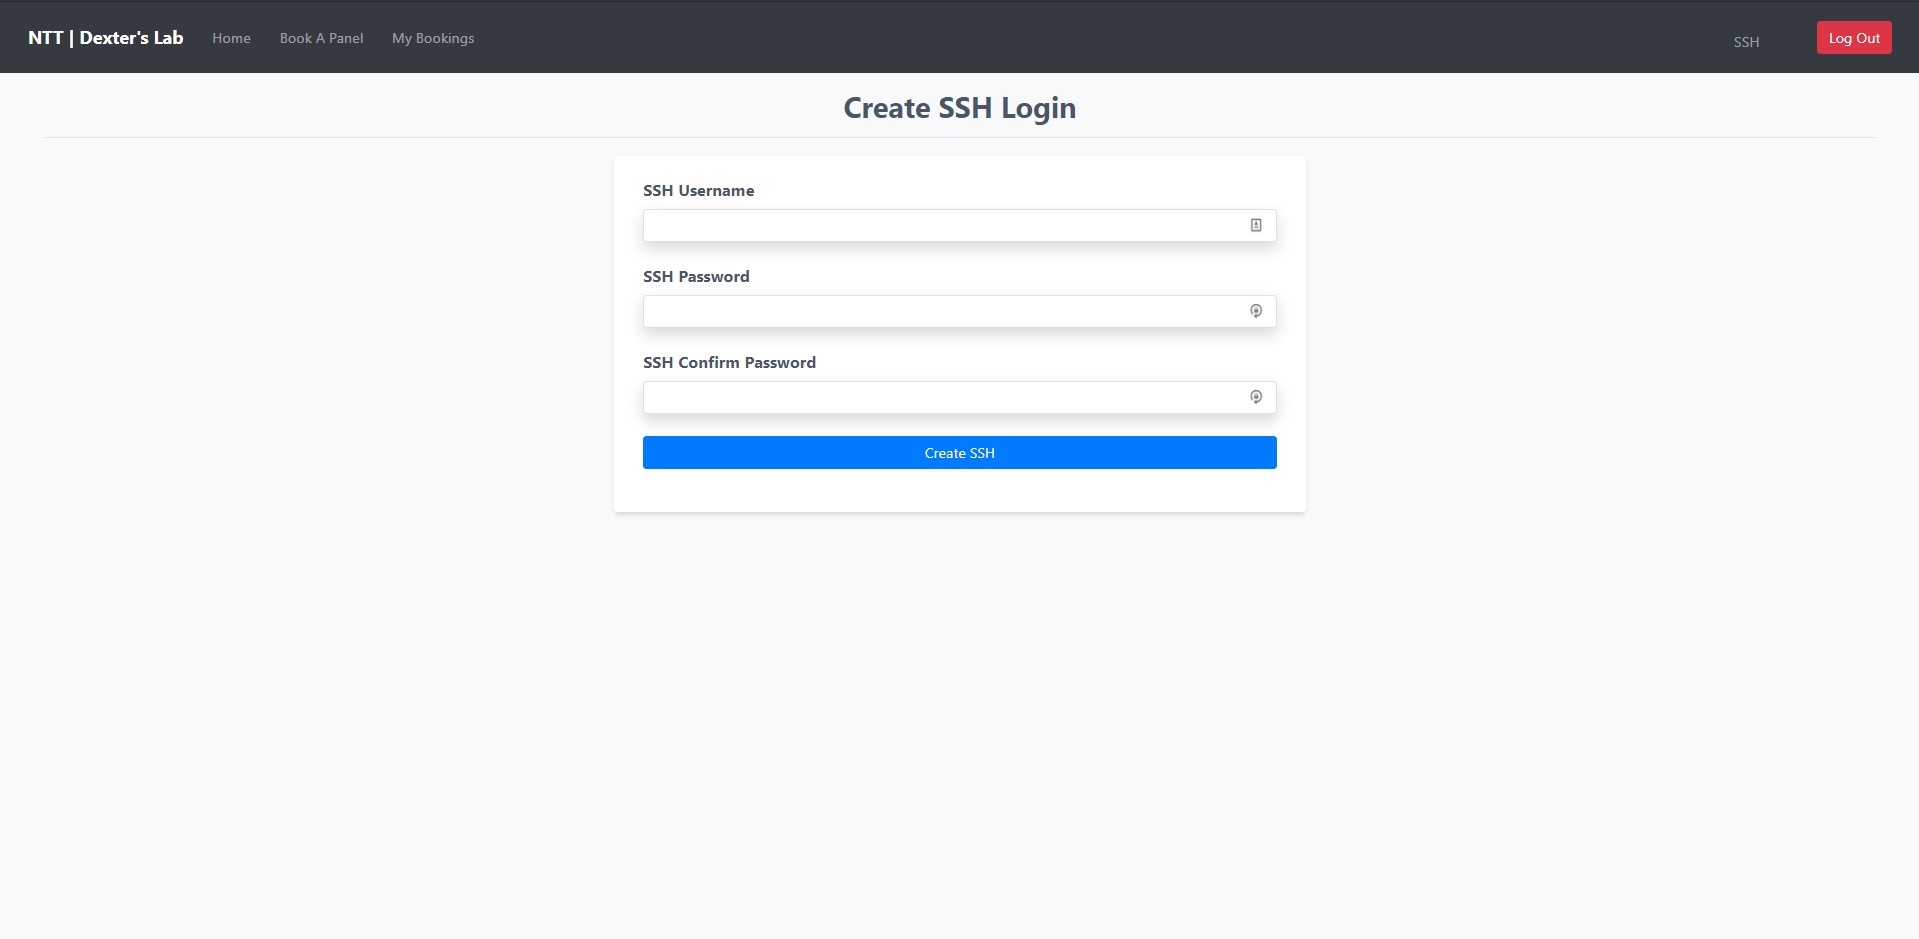 NTT | Dexter's Lab Home Book A Panel My Bookings SSH Log Out
Create SSH Login
SSH Username
SSH Password
SSH Confirm Password
Create SSH